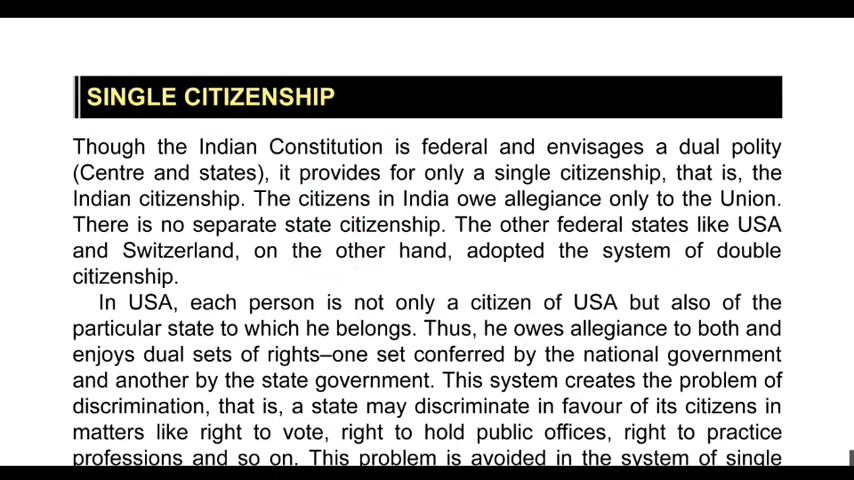 SINGLE CITIZENSHIP
Though the Indian Constitution is federal and envisages a dual polity
(Centre and states), it provides for only a single citizenship, that is, the
Indian citizenship. The citizens in India owe allegiance only to the Union.
There is no separate state citizenship. The other federal states like USA
and Switzerland, on the other hand, adopted the system of double
citizenship.
In USA, each person is not only a citizen of USA but also of the
particular state to which he belongs. Thus, he owes allegiance to both and
enjoys dual sets of rights–one set conferred by the national government
and another by the state government. This system creates the problem of
discrimination, that is, a state may discriminate in favour of its citizens in
matters like right to vote, right to hold public offices, right to practice
professions and so on. This problem is avoided in the system of single